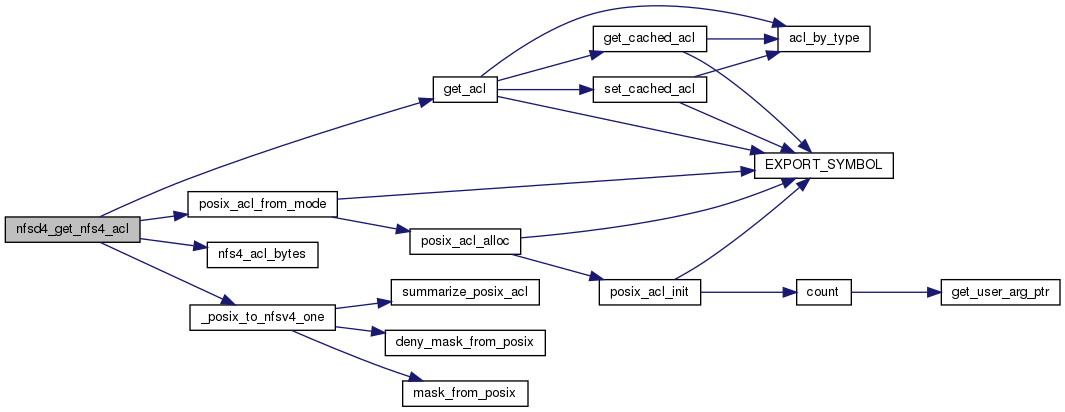 nfsd4_get_nfs4_acl
get_acl
posix_acl_from_mode
nfs4_acl_bytes
_posix_to_nfsv4_one
get_cached_acl
set_cached_acl
acl_by_type
EXPORT_SYMBOL
posix_acl_alloc
posix_acl_init
count
get_user_arg_ptr
summarize_posix_acl
deny_mask_from_posix
mask_from_posix